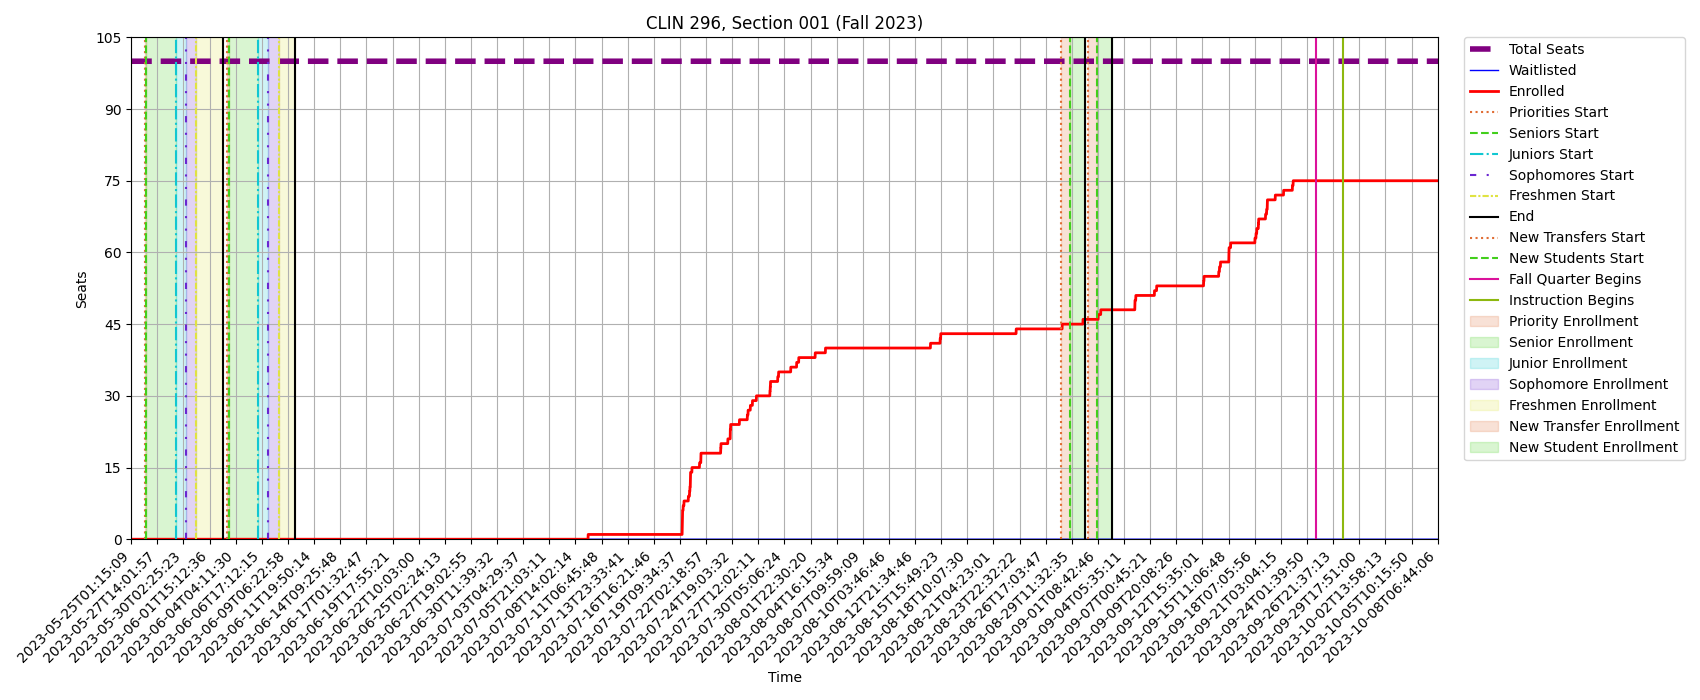 CLIN 296, Section 001 (Fall 2023)
105
90
75
60
45
30
15
0
Seats
2023-05-25T01:15:09
2023-05-27T14:01:57
2023-05-30T02:25:23
2023-06-01T15:12:36
2023-06-04T04:11:30
2023-06-06T17:12:15
2023-06-09T06:22:58
2023-06-11T19:50:14
2023-06-14T09:25:48
2023-06-17T01:32:47
2023-06-19T17:55:21
2023-06-22T10:03:00
2023-06-25T02:24:13
2023-06-27T19:02:55
2023-06-30T11:39:32
2023-07-03T04:29:37
2023-07-05T21:03:11
2023-07-08T14:02:14
2023-07-11T06:45:48
2023-07-13T23:33:41
2023-07-16T16:21:46
2023-07-19T09:34:37
2023-07-22T02:18:57
2023-07-24T19:03:32
2023-07-27T12:02:11
2023-07-30T05:06:24
2023-08-01T22:30:20
2023-08-04T16:15:34
2023-08-07T09:59:09
2023-08-10T03:46:46
2023-08-12T21:34:46
2023-08-15T15:49:23
2023-08-18T10:07:30
2023-08-21T04:23:01
2023-08-23T22:32:22
2023-08-26T17:03:47
2023-08-29T11:32:35
2023-09-01T08:42:46
2023-09-04T05:35:11
2023-09-07T00:45:21
2023-09-09T20:08:26
2023-09-12T15:35:01
2023-09-15T11:06:48
2023-09-18T07:05:56
2023-09-21T03:04:15
2023-09-24T01:39:50
2023-09-26T21:37:13
2023-09-29T17:51:00
2023-10-02T13:58:13
2023-10-05T10:15:50
2023-10-08T06:44:06
Time
Total Seats
Waitlisted
Enrolled
Priorities Start
Seniors Start
Juniors Start
Sophomores Start
Freshmen Start
End
New Transfers Start
New Students Start
Fall Quarter Begins
Instruction Begins
Priority Enrollment
Senior Enrollment
Junior Enrollment
Sophomore Enrollment
Freshmen Enrollment
New Transfer Enrollment
New Student Enrollment